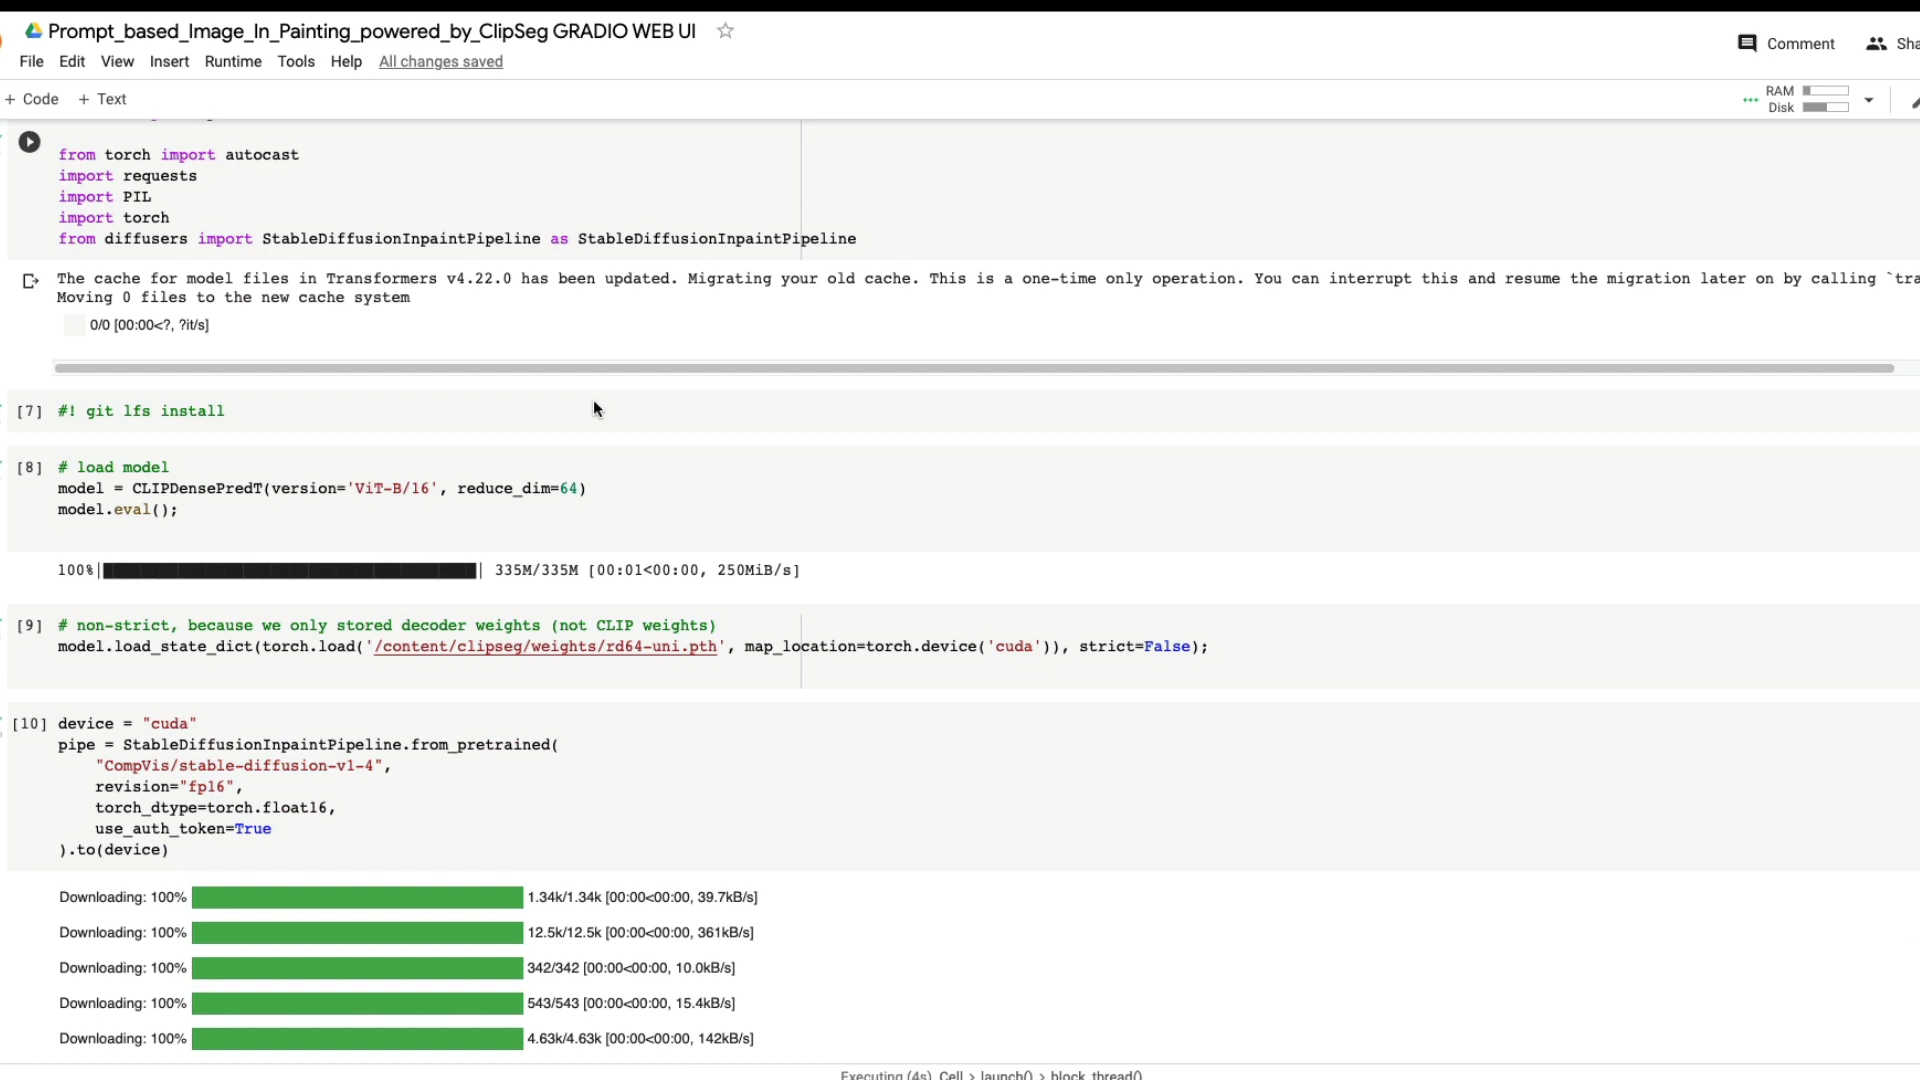 Prompt_based_Image_In_Painting_powered_by_ClipSeg GRADIO WEB UI
File Edit View Insert Runtime Tools Help All changes saved
Comment
+ Code + Text
RAM
Disk
from torch import autocast
import requests
import PIL
import torch
from diffusers import StableDiffusionInpaintPipeline as StableDiffusionInpaintPipeline
The cache for model files in Transformers v4.22.0 has been updated. Migrating your old cache. This is a one-time only operation. You can interrupt this and resume the migration later on by calling `tra
Moving 0 files to the new cache system
0/0 [00:00<?, ?it/s]
[7] #! git lfs install
[8] # load model
model = CLIPDensePredT(version='ViT-B/16', reduce_dim=64)
model.eval();
100%| | 335M/335M [00:01<00:00, 250MiB/s]
[9] # non-strict, because we only stored decoder weights (not CLIP weights)
model.load_state_dict(torch.load('/content/clipseg/weights/rd64-uni.pth', map_location=torch.device('cuda')), strict=False);
[10] device = "cuda"
pipe = StableDiffusionInpaintPipeline.from_pretrained(
"CompVis/stable-diffusion-v1-4",
revision="fp16",
torch_dtype=torch.float16,
use_auth_token=True
).to(device)
Downloading: 100% 1.34k/1.34k [00:00<00:00, 39.7kB/s]
Downloading: 100% 12.5k/12.5k [00:00<00:00, 361kB/s]
Downloading: 100% 342/342 [00:00<00:00, 10.0kB/s]
Downloading: 100% 543/543 [00:00<00:00, 15.4kB/s]
Downloading: 100% 4.63k/4.63k [00:00<00:00, 142kB/s]
Executing (4s) Cell > launch() > block_thread()